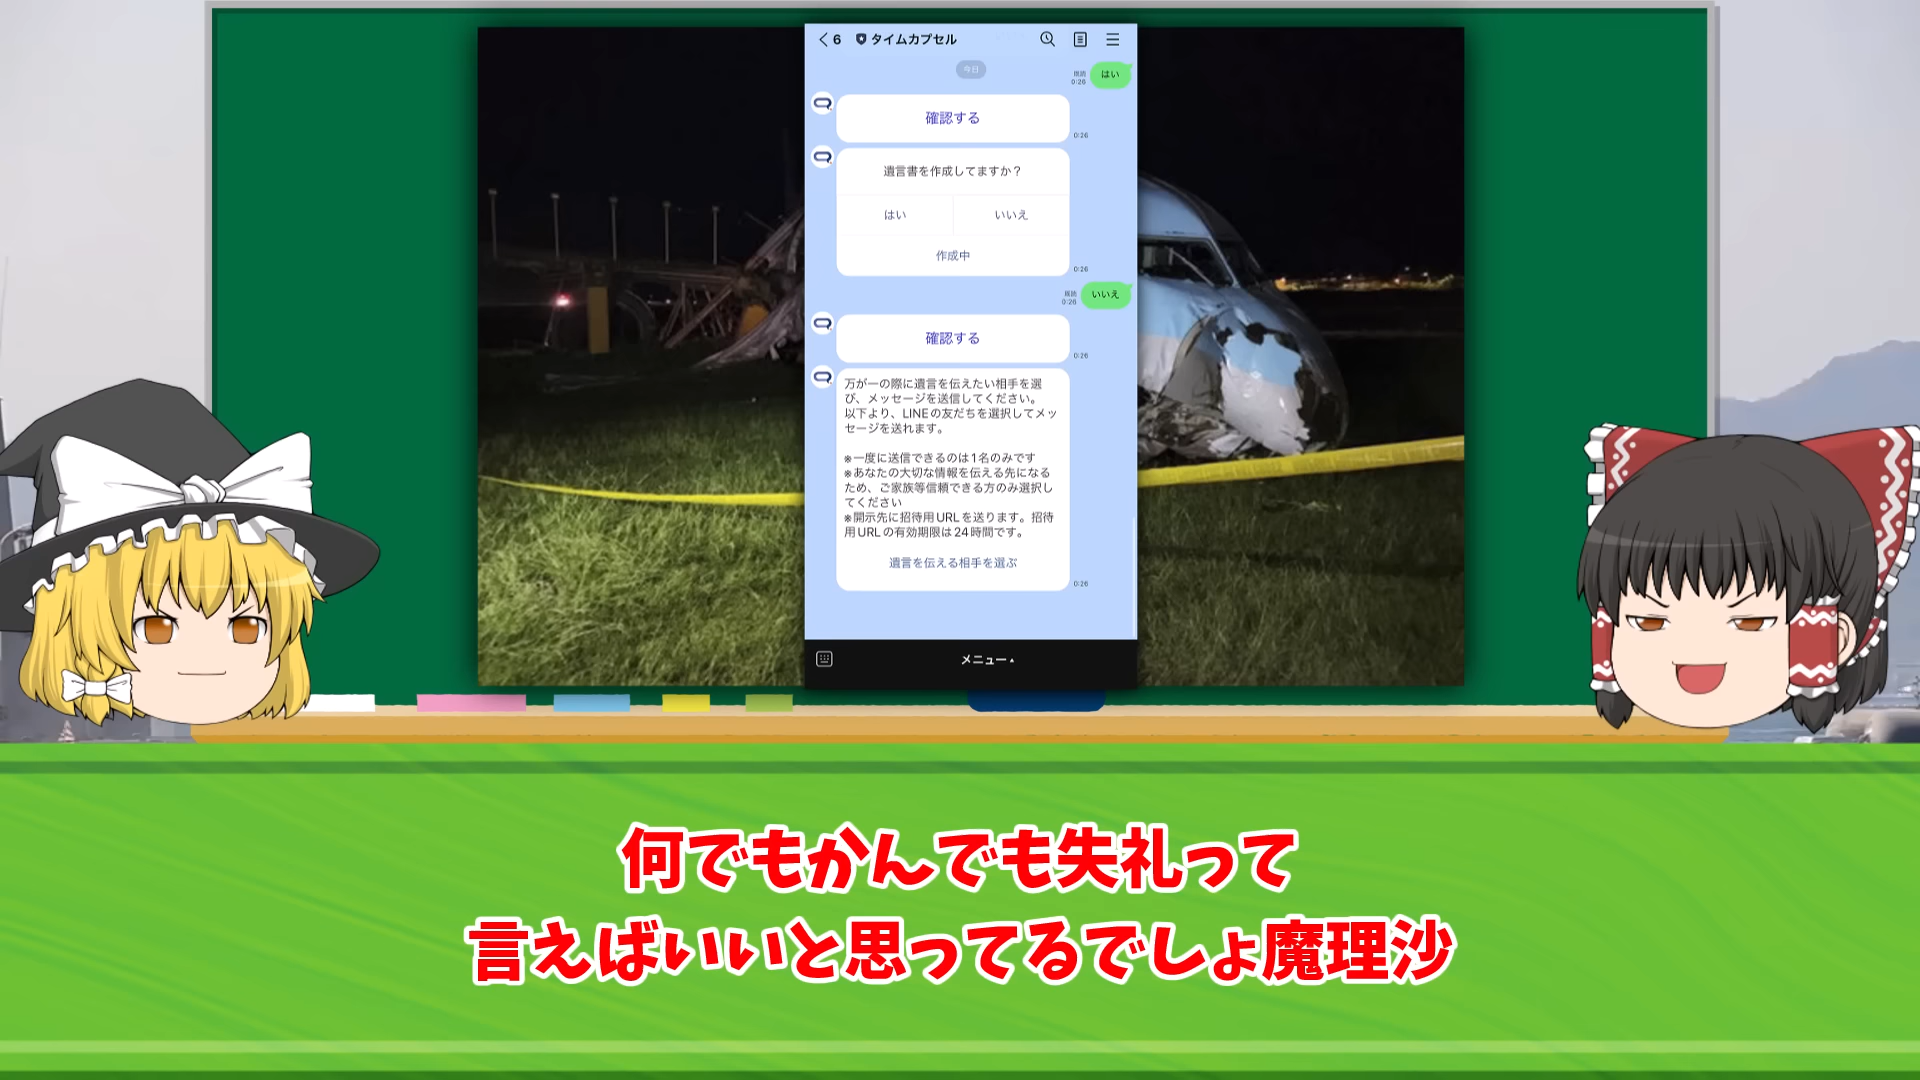 6 タイムカプセル
今日
既読
0:26
はい
確認する
0:26
遺言書を作成してますか？
はい
いいえ
作成中
0:26
既読
0:26
いいえ
確認する
0:26
万が一の際に遺言を伝えたい相手を選
び、メッセージを送信してください。
以下より、LINEの友だちを選択してメッ
セージを送れます。
※一度に送信できるのは1名のみです
※あなたの大切な情報を伝える先になる
ため、ご家族等信頼できる方のみ選択し
てください
※開示先に招待用URLを送ります。招待
用URLの有効期限は24時間です。
遺言を伝える相手を選ぶ
0:26
メニュー▴
何でもかんでも失礼って
言えばいいと思ってるでしょ魔理沙